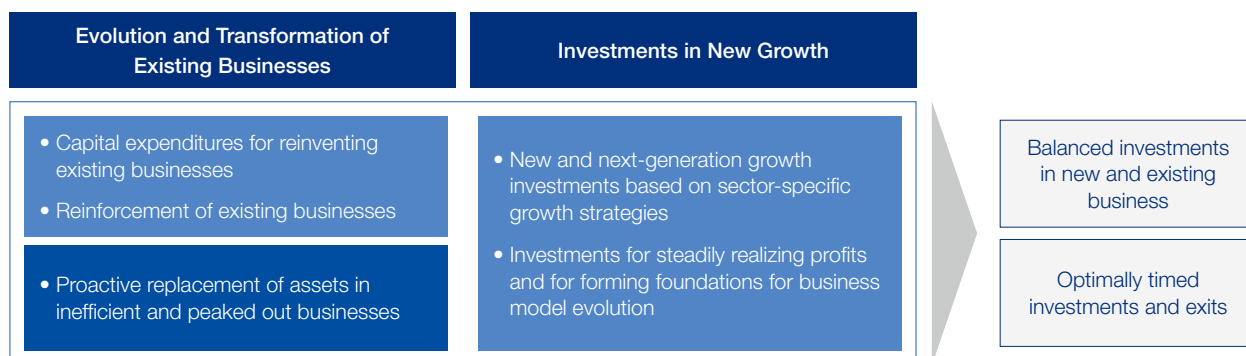 Evolution and Transformation of
Existing Businesses
Investments in New Growth
• Capital expenditures for reinventing
existing businesses
• Reinforcement of existing businesses
• Proactive replacement of assets in
inefficient and peaked out businesses
• New and next-generation growth
investments based on sector-specific
growth strategies
• Investments for steadily realizing profits
and for forming foundations for business
model evolution
Balanced investments
in new and existing
business
Optimally timed
investments and exits